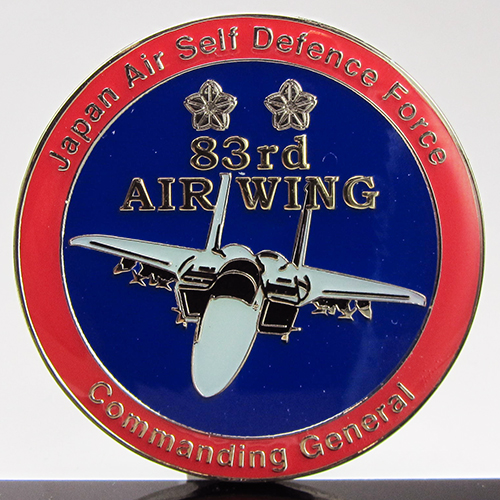 Japan Air Self Defence Force
83rd
AIR WING
Commanding General